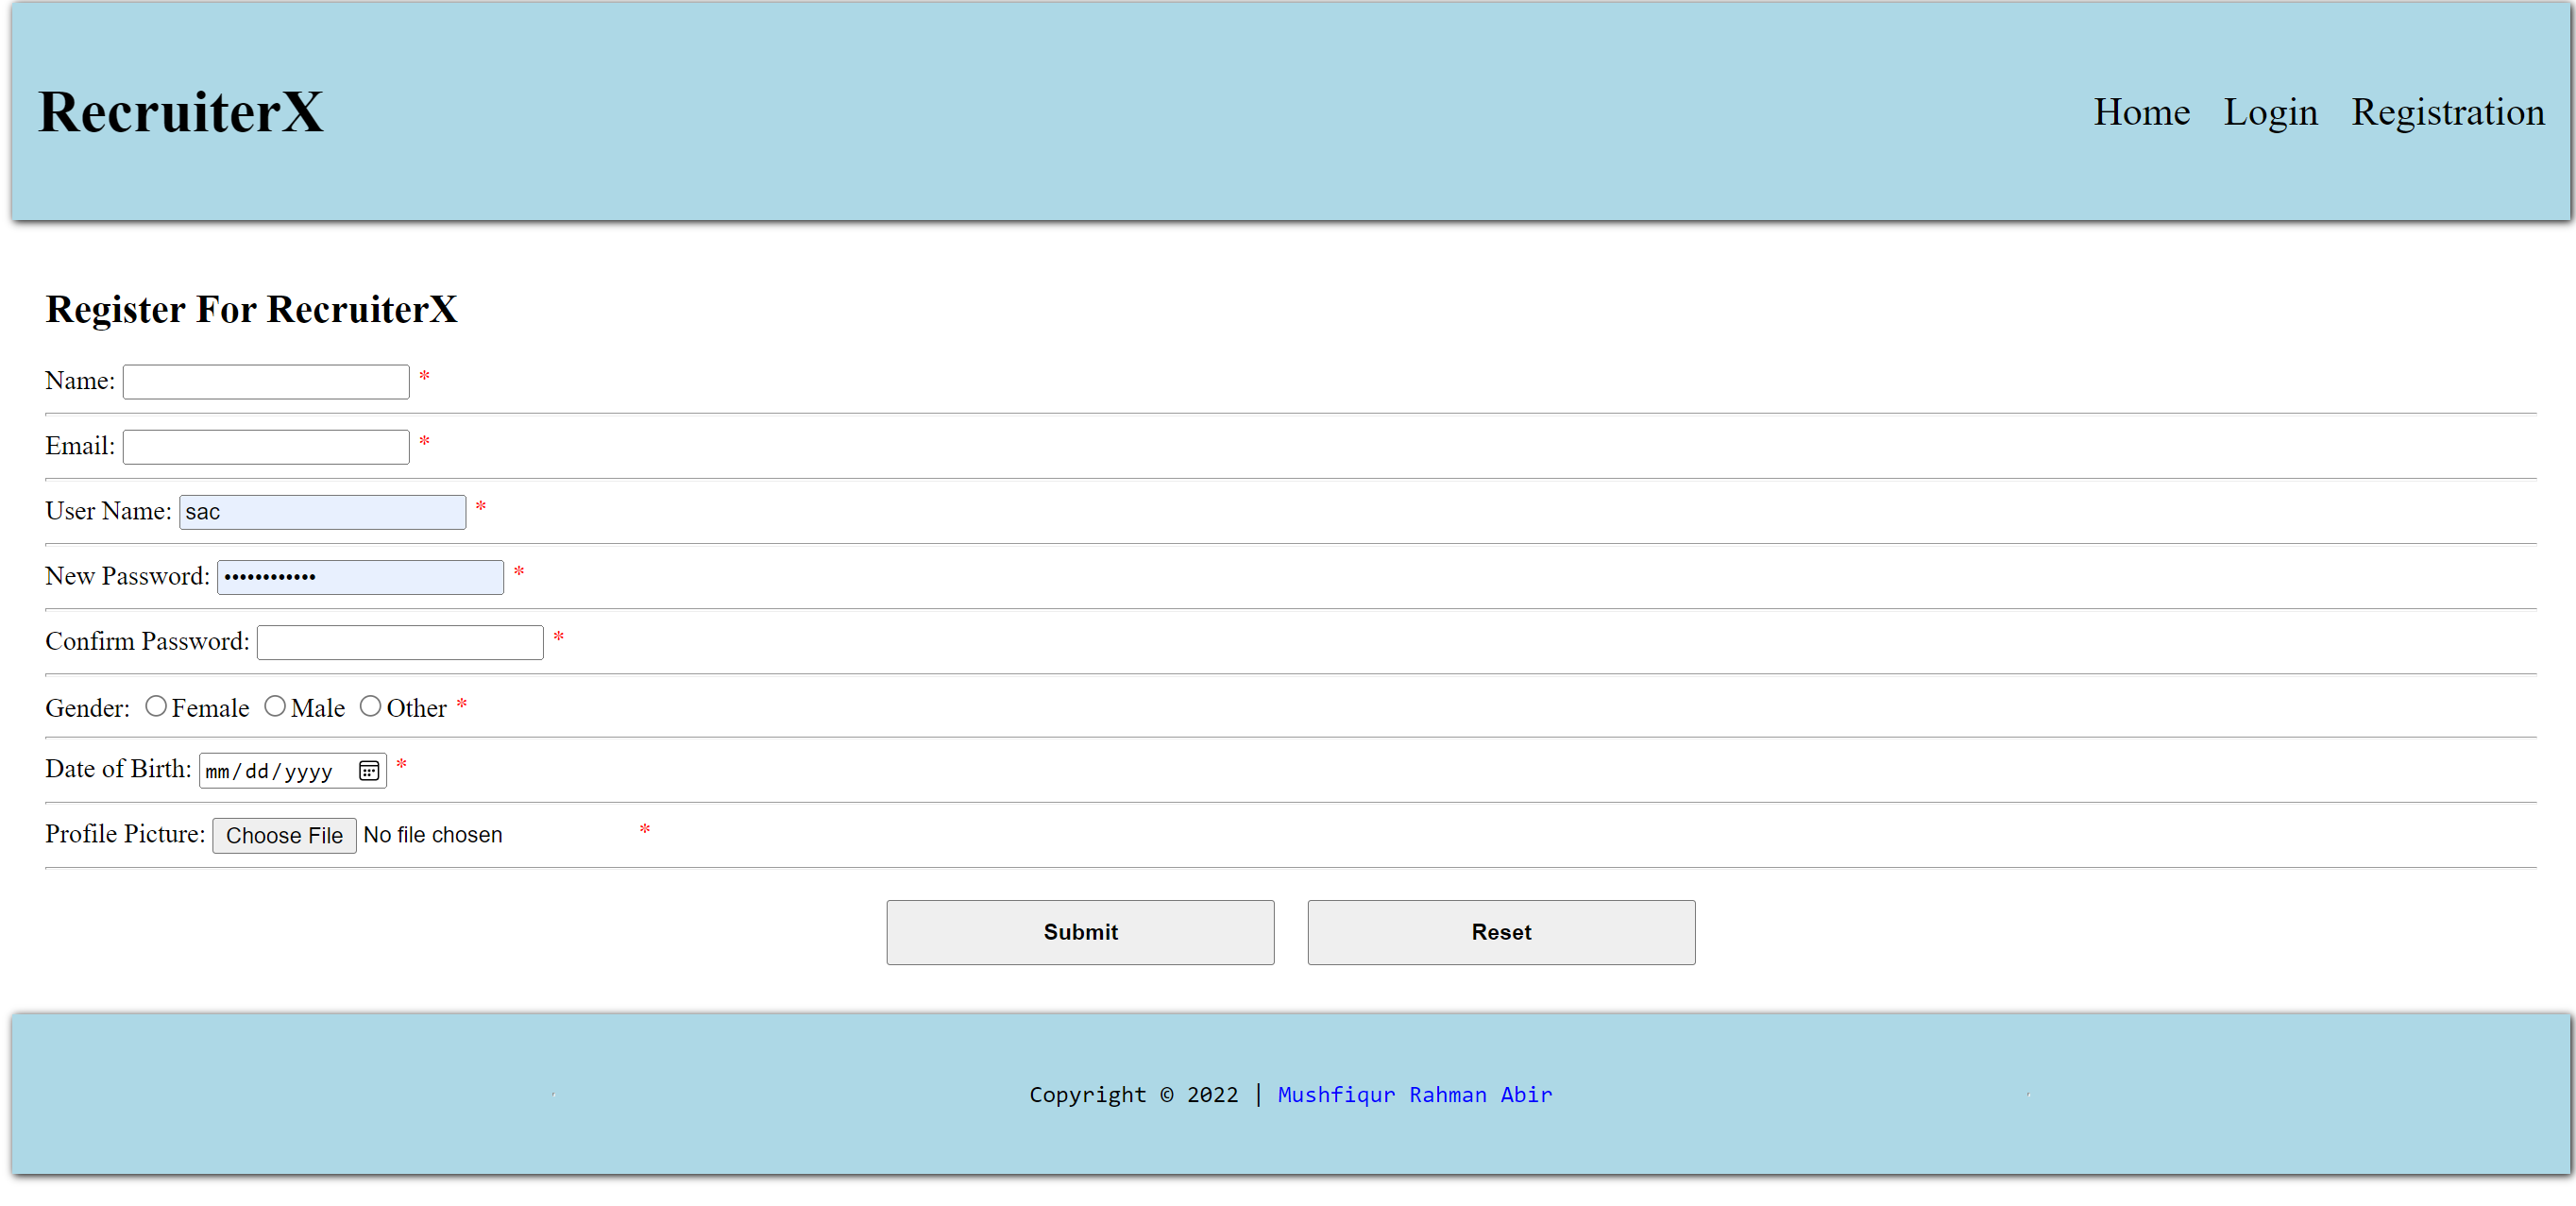 RecruiterX
Home Login Registration
Register For RecruiterX
Name: *
Email: *
User Name: sac *
New Password: •••••••••••• *
Confirm Password: *
Gender: Female Male Other *
Date of Birth: mm/dd/yyyy *
Profile Picture: Choose File No file chosen *
Submit Reset
Copyright © 2022 | Mushfiqur Rahman Abir